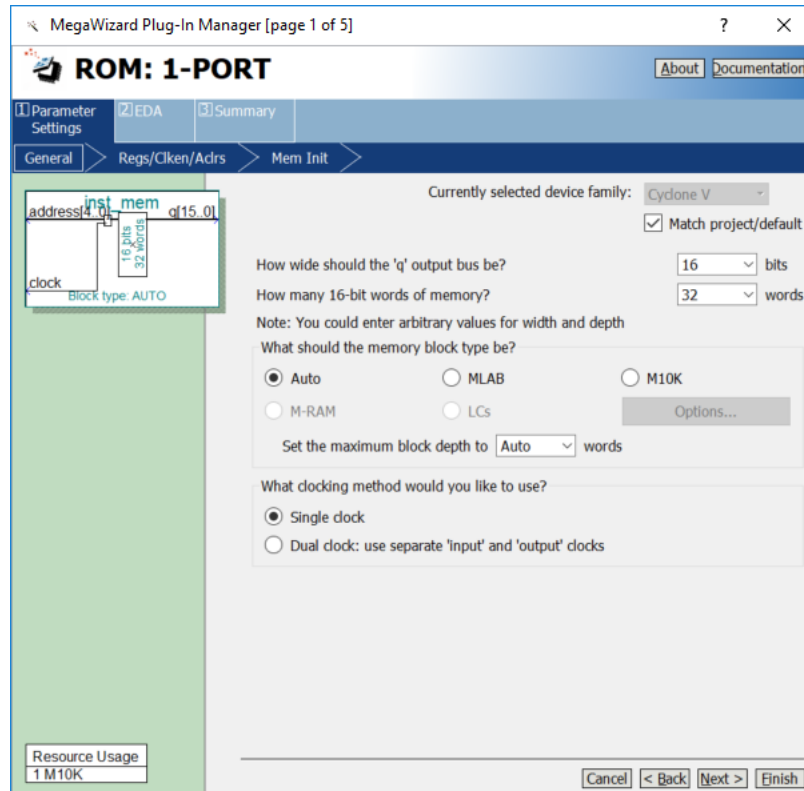 MegaWizard Plug-In Manager [page 1 of 5]
? X
ROM: 1-PORT
About Documentation
1 Parameter Settings 2 EDA 3 Summary
General Regs/Clken/Aclrs Mem Init
inst_mem
address[4..0] q[15..0]
16 bits
32 words
clock
Block type: AUTO
Currently selected device family: Cyclone V
Match project/default
How wide should the 'q' output bus be? 16 bits
How many 16-bit words of memory? 32 words
Note: You could enter arbitrary values for width and depth
What should the memory block type be?
Auto MLAB M10K
M-RAM LCs Options...
Set the maximum block depth to Auto words
What clocking method would you like to use?
Single clock
Dual clock: use separate 'input' and 'output' clocks
Resource Usage
1 M10K
Cancel < Back Next > Finish